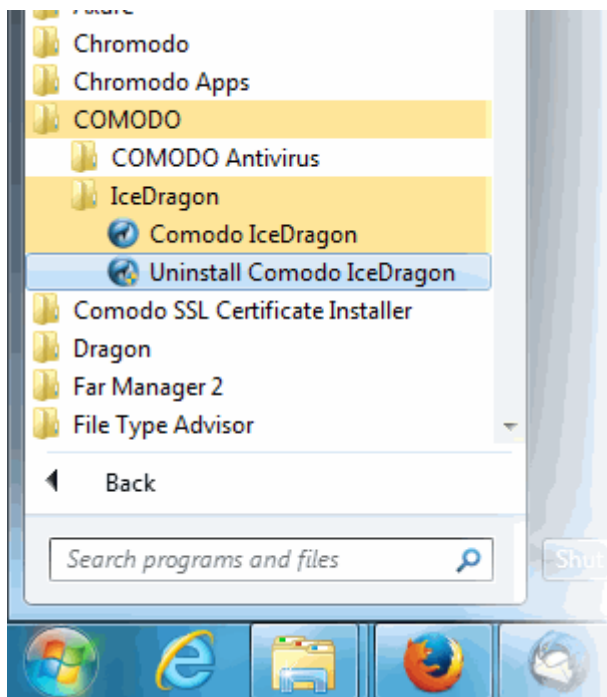 Chromodo
Chromodo Apps
COMODO
COMODO Antivirus
IceDragon
Comodo IceDragon
Uninstall Comodo IceDragon
Comodo SSL Certificate Installer
Dragon
Far Manager 2
File Type Advisor
Back
Search programs and files
Shut